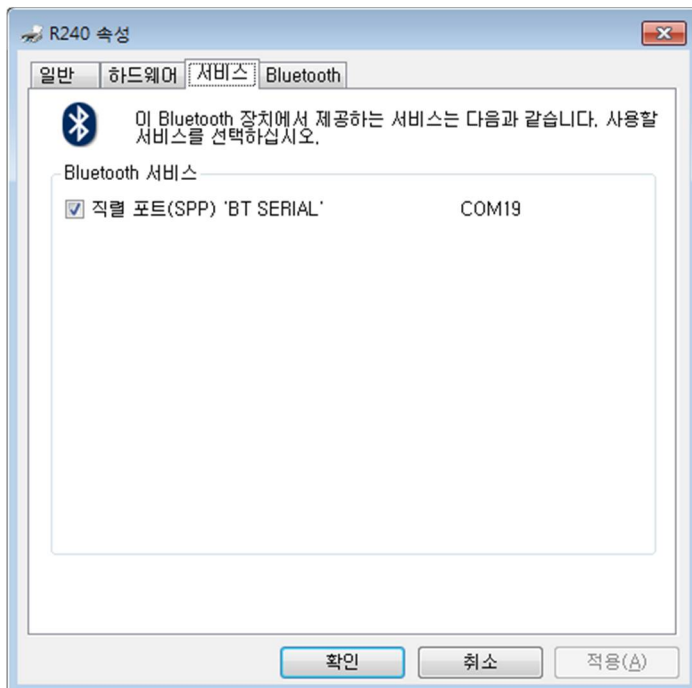 R240 속성
일반 하드웨어 서비스 Bluetooth
이 Bluetooth 장치에서 제공하는 서비스는 다음과 같습니다. 사용할
서비스를 선택하십시오.
Bluetooth 서비스
직렬 포트(SPP) 'BT SERIAL' COM19
확인 취소 적용(A)